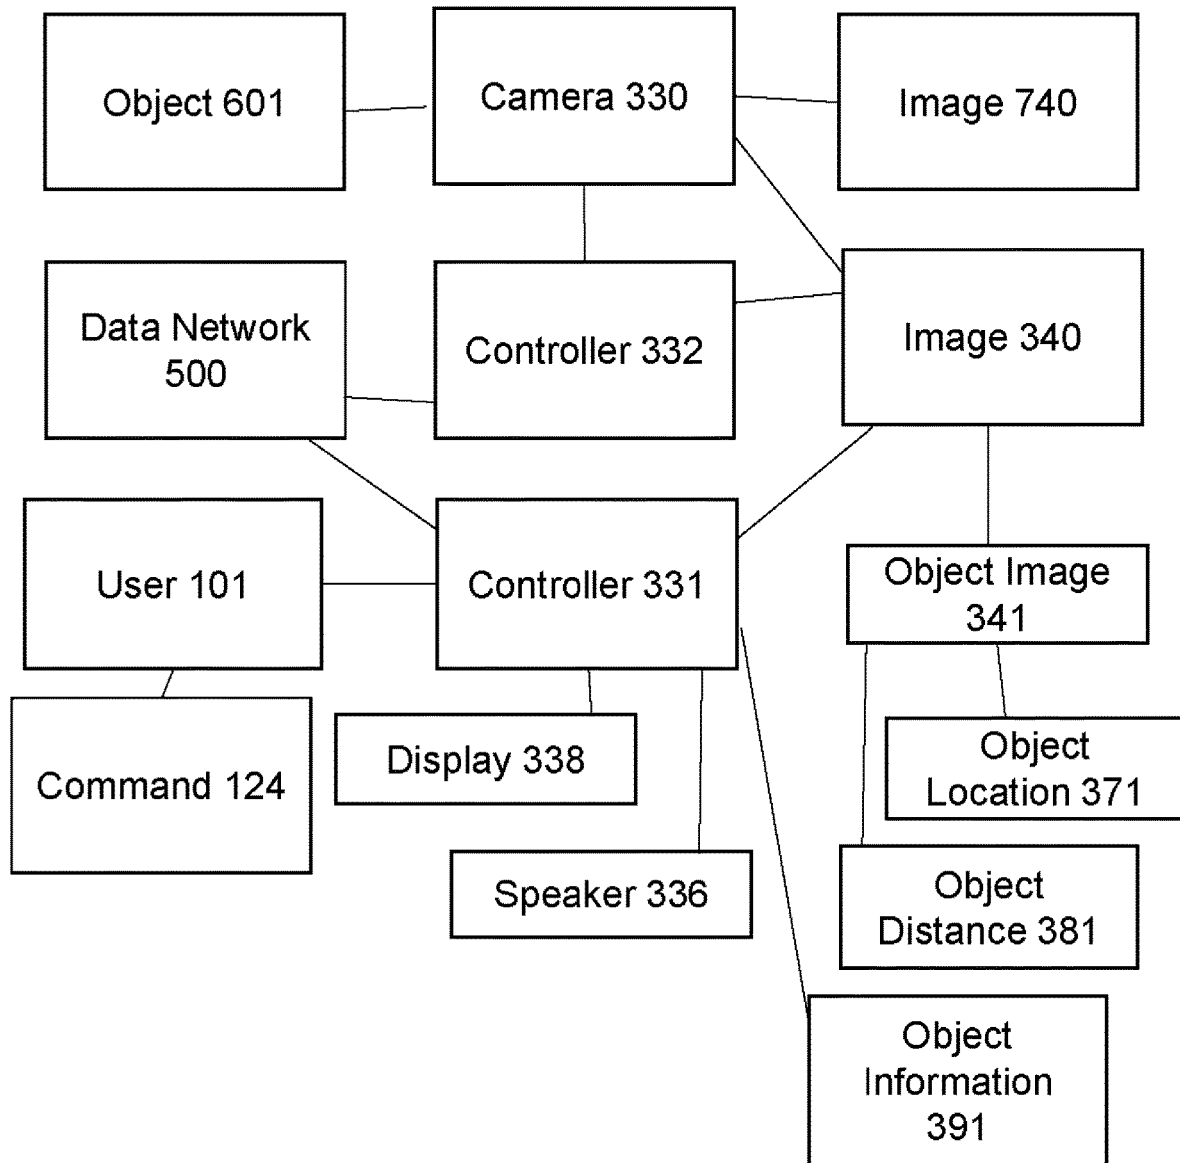 Object 601
Camera 330
Image 740
Data Network
500
Controller 332
Image 340
User 101
Controller 331
Object Image
341
Command 124
Display 338
Object
Location 371
Speaker 336
Object
Distance 381
Object
Information
391